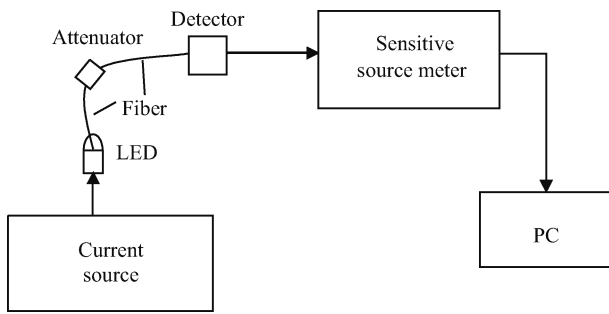 Detector
Attenuator
Sensitive
source meter
Fiber
LED
PC
Current
source